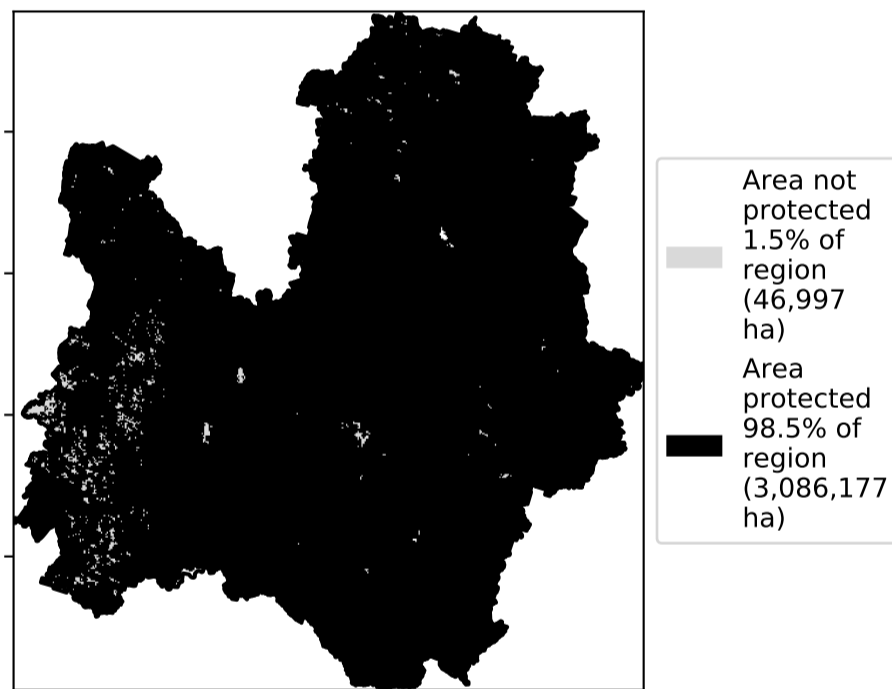 Area not
protected
1.5% of
region
(46,997
ha)
Area
protected
98.5% of
region
(3,086,177
ha)